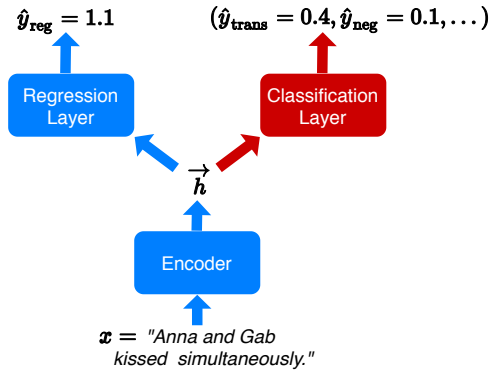 ŷ_reg = 1.1
(ŷ_trans = 0.4, ŷ_neg = 0.1, . . . )
Regression
Layer
Classification
Layer
h⃗
Encoder
x = "Anna and Gab
kissed simultaneously."